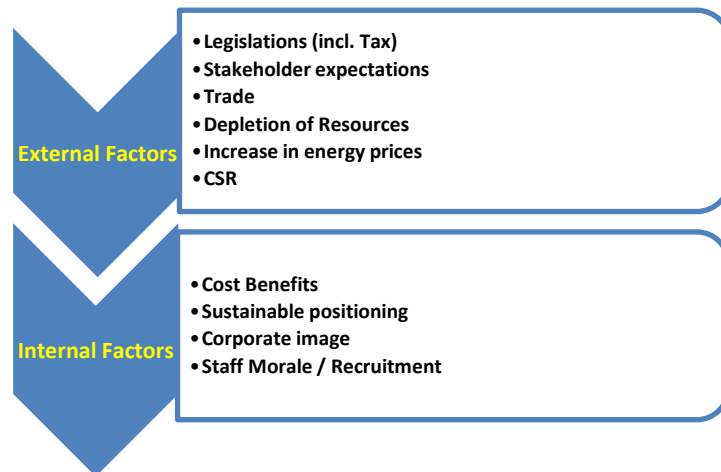 External Factors
•Legislations (incl. Tax)
•Stakeholder expectations
•Trade
•Depletion of Resources
•Increase in energy prices
•CSR
Internal Factors
•Cost Benefits
•Sustainable positioning
•Corporate image
•Staff Morale / Recruitment